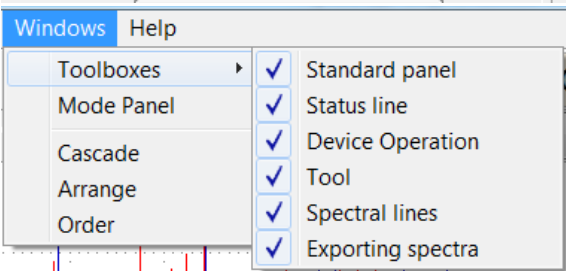 Windows Help
Toolboxes
Mode Panel
Cascade
Arrange
Order
Standard panel
Status line
Device Operation
Tool
Spectral lines
Exporting spectra